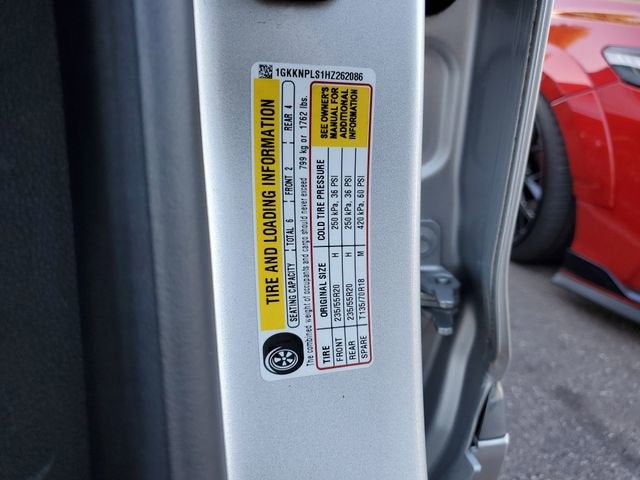 1GKKNPLS1HZ262086
TIRE AND LOADING INFORMATION
SEATING CAPACITY TOTAL 6 FRONT 2 REAR 4
The combined weight of occupants and cargo should never exceed 799 kg or 1762 lbs.
TIRE ORIGINAL SIZE COLD TIRE PRESSURE
FRONT 235/55R20 H 250 kPa, 36 PSI
REAR 235/55R20 H 250 kPa, 36 PSI
SPARE T135/70R18 M 420 kPa, 60 PSI
SEE OWNER'S
MANUAL FOR
ADDITIONAL
INFORMATION